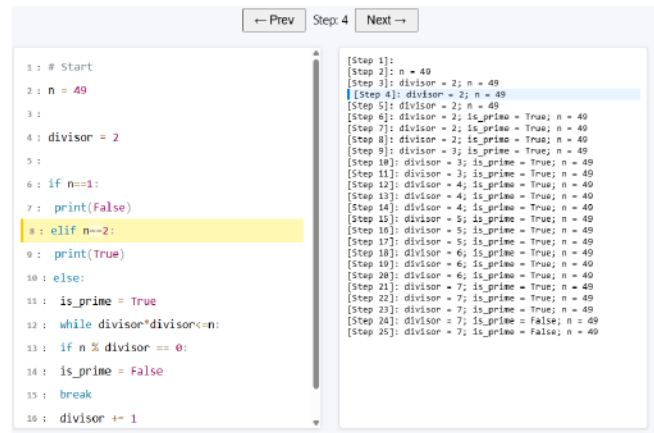 ← Prev Step: 4 Next →
1 : # Start
2 : n = 49
3 :
4 : divisor = 2
5 :
6 : if n==1:
7 : print(False)
8 : elif n==2:
9 : print(True)
10 : else:
11 : is_prime = True
12 : while divisor*divisor<=n:
13 : if n % divisor == 0:
14 : is_prime = False
15 : break
16 : divisor += 1
[Step 1]:
[Step 2]: n = 49
[Step 3]: divisor = 2; n = 49
[Step 4]: divisor = 2; n = 49
[Step 5]: divisor = 2; n = 49
[Step 6]: divisor = 2; is_prime = True; n = 49
[Step 7]: divisor = 2; is_prime = True; n = 49
[Step 8]: divisor = 2; is_prime = True; n = 49
[Step 9]: divisor = 3; is_prime = True; n = 49
[Step 10]: divisor = 3; is_prime = True; n = 49
[Step 11]: divisor = 3; is_prime = True; n = 49
[Step 12]: divisor = 4; is_prime = True; n = 49
[Step 13]: divisor = 4; is_prime = True; n = 49
[Step 14]: divisor = 4; is_prime = True; n = 49
[Step 15]: divisor = 5; is_prime = True; n = 49
[Step 16]: divisor = 5; is_prime = True; n = 49
[Step 17]: divisor = 5; is_prime = True; n = 49
[Step 18]: divisor = 6; is_prime = True; n = 49
[Step 19]: divisor = 6; is_prime = True; n = 49
[Step 20]: divisor = 6; is_prime = True; n = 49
[Step 21]: divisor = 7; is_prime = True; n = 49
[Step 22]: divisor = 7; is_prime = True; n = 49
[Step 23]: divisor = 7; is_prime = True; n = 49
[Step 24]: divisor = 7; is_prime = False; n = 49
[Step 25]: divisor = 7; is_prime = False; n = 49